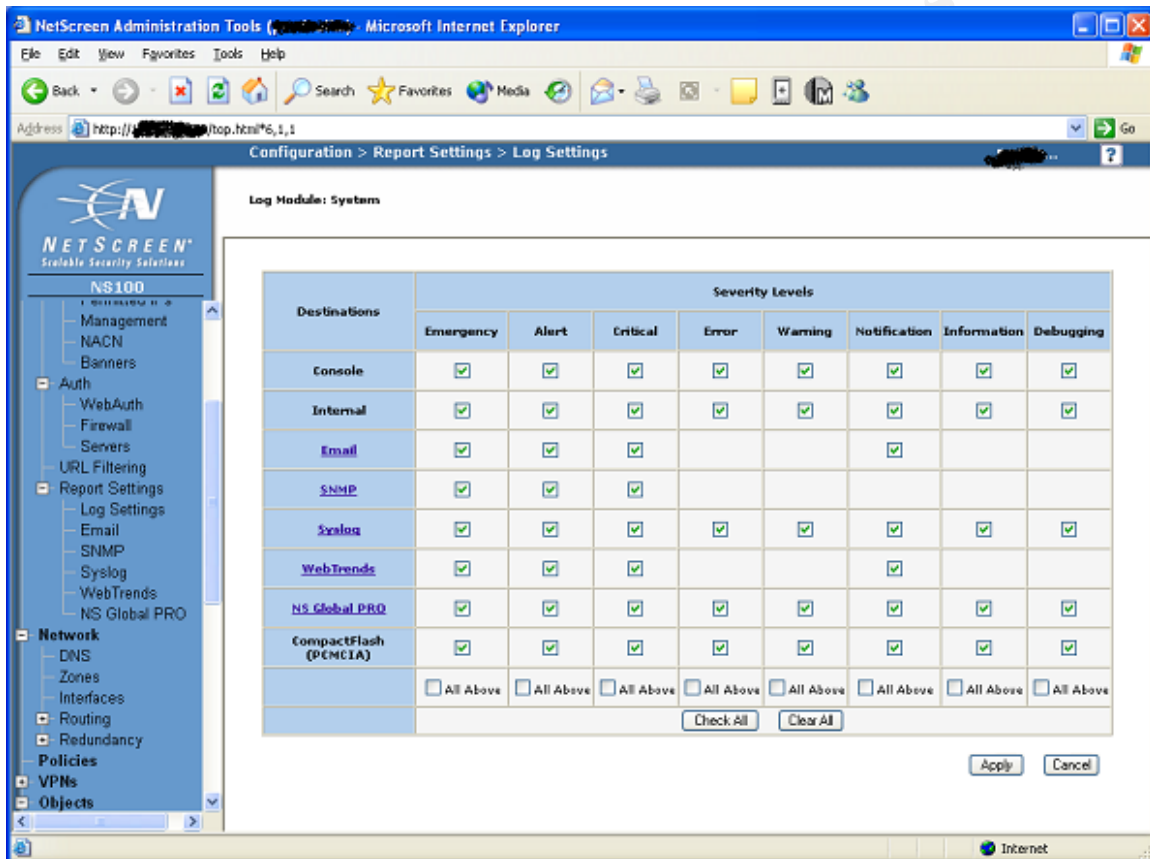 NetScreen Administration Tools ( - Microsoft Internet Explorer
File Edit View Favorites Tools Help
Back Search Favorites Media
Address http:// /top.html*6,1,1 Go
Configuration > Report Settings > Log Settings ... ?
NETSCREEN
Scalable Security Solutions
NS100
Management
NACN
Banners
Auth
WebAuth
Firewall
Servers
URL Filtering
Report Settings
Log Settings
Email
SNMP
Syslog
WebTrends
NS Global PRO
Network
DNS
Zones
Interfaces
Routing
Redundancy
Policies
VPNs
Objects
Log Module: System
Destinations Severity Levels
Emergency Alert Critical Error Warning Notification Information Debugging
Console
Internal
Email
SNMP
Syslog
WebTrends
NS Global PRO
CompactFlash
(PCMCIA)
All Above All Above All Above All Above All Above All Above All Above All Above
Check All Clear All
Apply Cancel
Internet